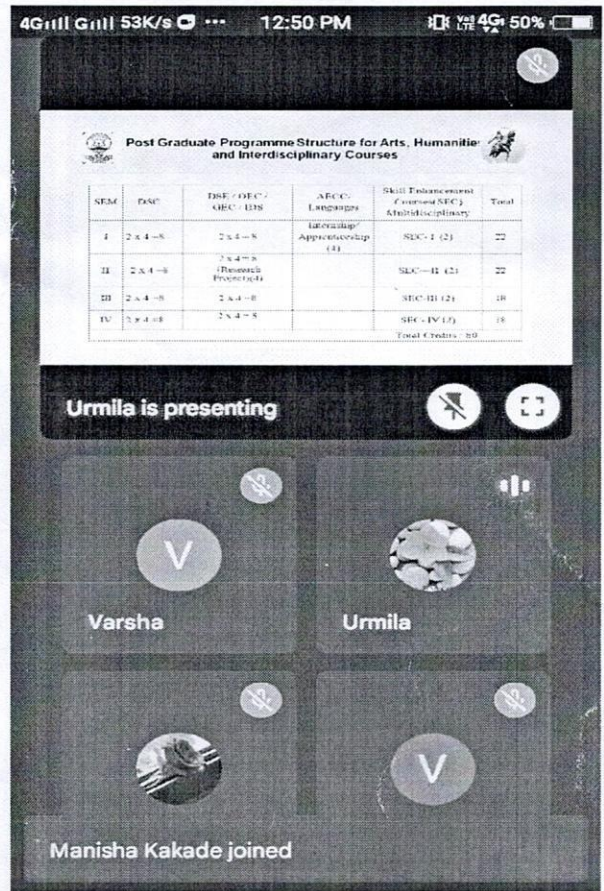 4G G 53K/s ••• 12:50 PM VoLTE 4G 50%
Post Graduate Programme Structure for Arts, Humanitie
and Interdisciplinary Courses
SEM DSC DSE / OEC / GEC / IDS AECC- Languages Skill Enhancement Courses(SEC) Multidisciplinary Total
I 2 x 4 =8 2 x 4 = 8 Internship/ Apprenticeship (4) SEC- I (2) 22
II 2 x 4 =8 2 x 4 = 8 (Research Project)(4) SEC—II (2) 22
III 2 x 4 =8 2 x 4 =8 SEC-III (2) 18
IV 2 x 4 =8 2 x 4 = 8 SEC- IV (2) 18
Total Credits : 80
Urmila is presenting
V
Varsha
Urmila
V
Manisha Kakade joined